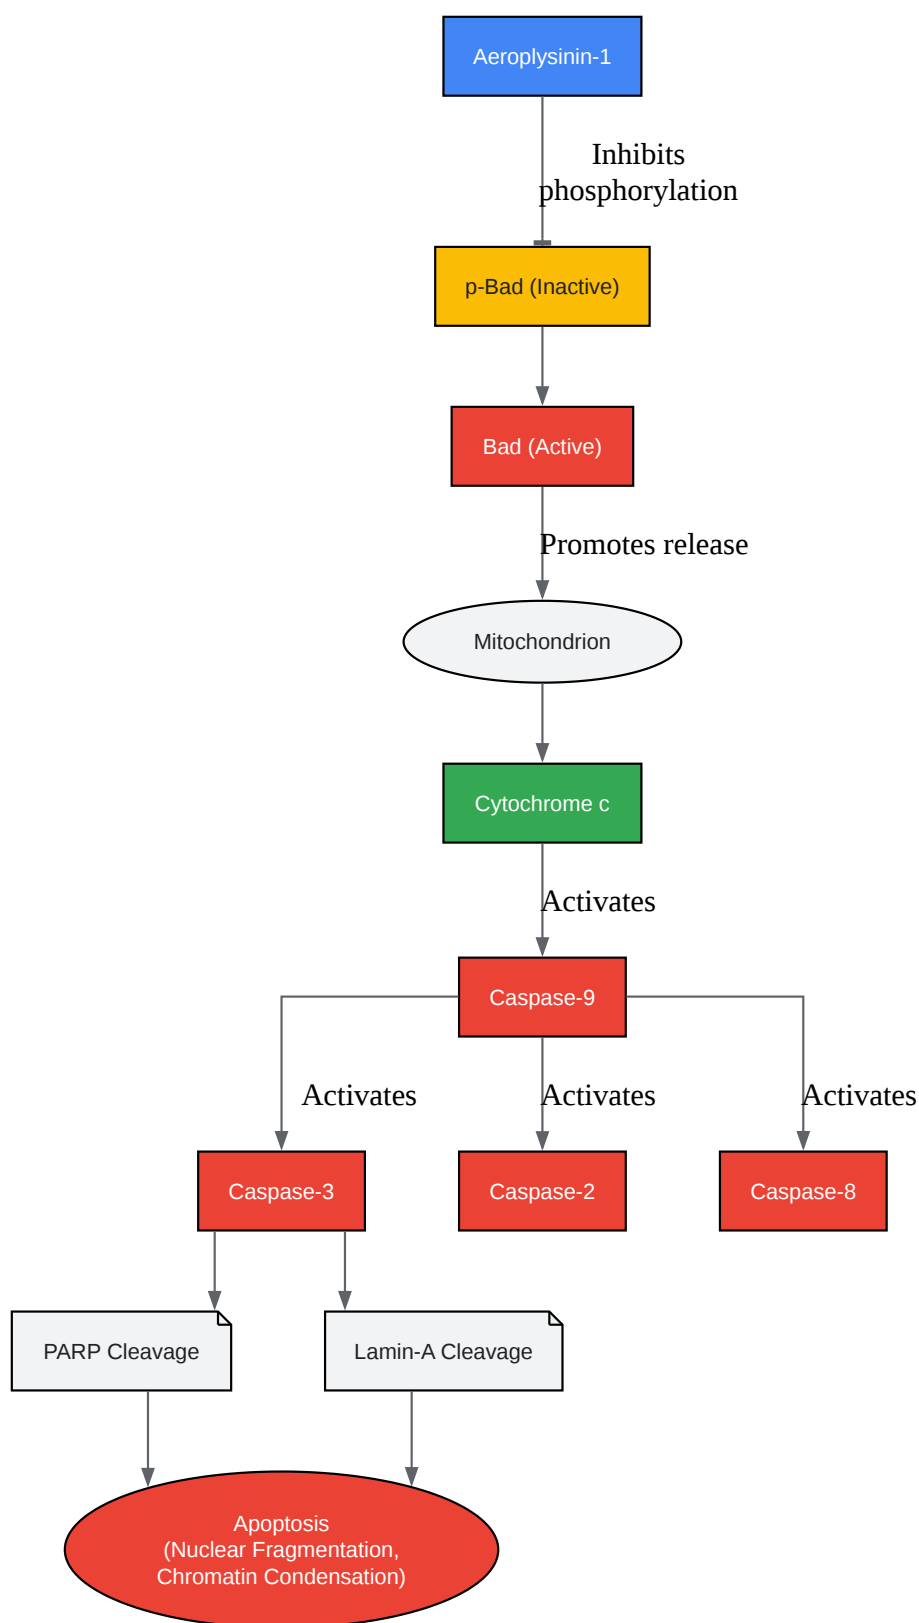 Aeroplysinin-1
Inhibits
phosphorylation
p-Bad (Inactive)
Bad (Active)
Promotes release
Mitochondrion
Cytochrome c
Activates
Caspase-9
Activates
Activates
Activates
Caspase-3
Caspase-2
Caspase-8
PARP Cleavage
Lamin-A Cleavage
Apoptosis
(Nuclear Fragmentation,
Chromatin Condensation)